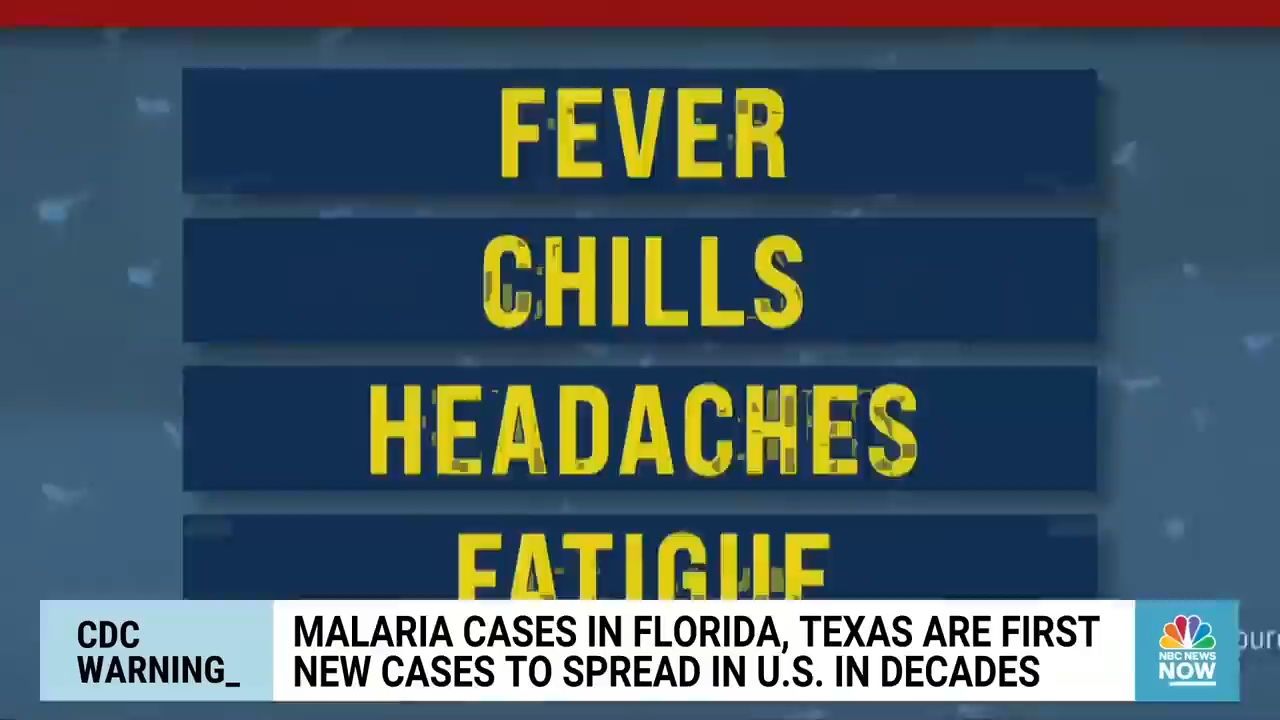 FEVER
CHILLS
HEADACHES
FATIGUE
CDC
WARNING_
MALARIA CASES IN FLORIDA, TEXAS ARE FIRST
NEW CASES TO SPREAD IN U.S. IN DECADES
NBC NEWS
NOW